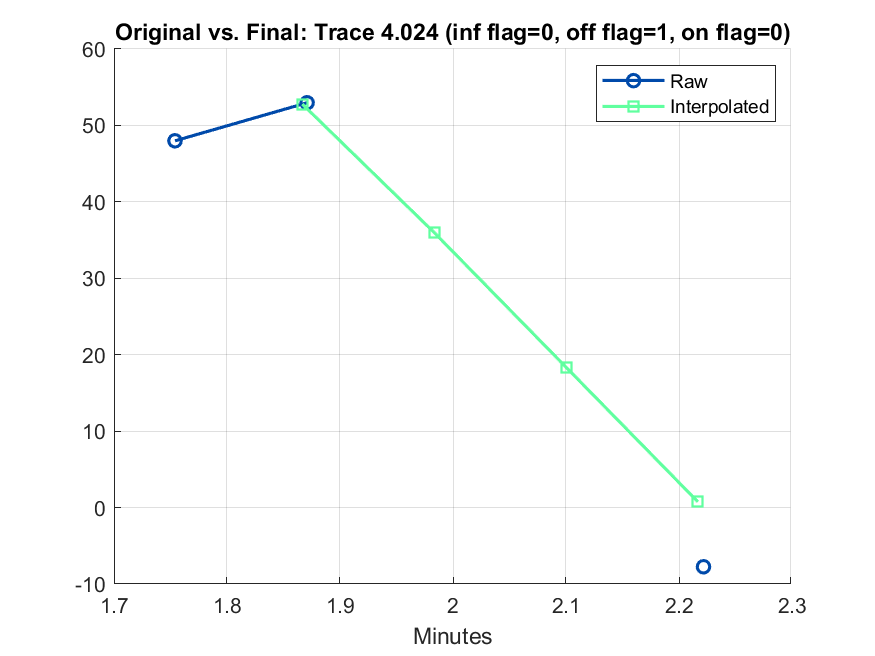 Original vs. Final: Trace 4.024 (inf flag=0, off flag=1, on flag=0)
60
50
40
30
20
10
0
-10
Raw
Interpolated
1.7 1.8 1.9 2 2.1 2.2 2.3
Minutes